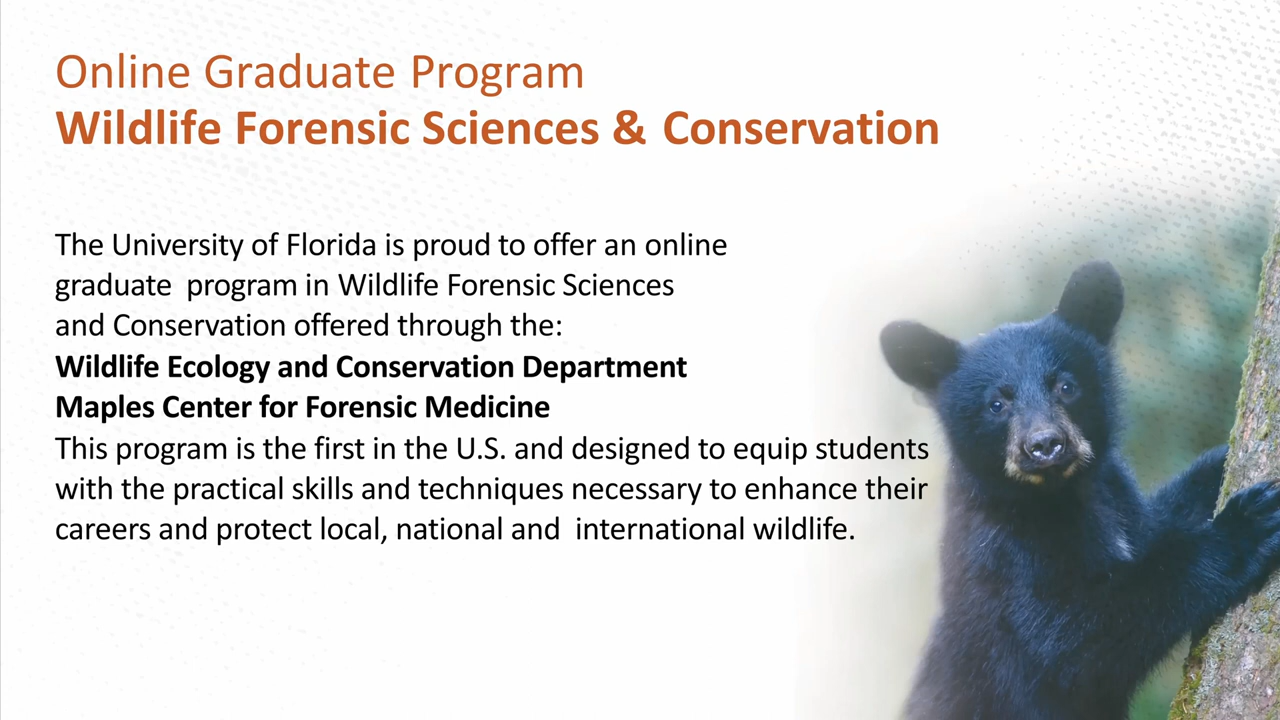 Online Graduate Program
Wildlife Forensic Sciences & Conservation
The University of Florida is proud to offer an online
graduate  program in Wildlife Forensic Sciences
and Conservation offered through the:
Wildlife Ecology and Conservation Department
Maples Center for Forensic Medicine
This program is the first in the U.S. and designed to equip students
with the practical skills and techniques necessary to enhance their
careers and protect local, national and  international wildlife.